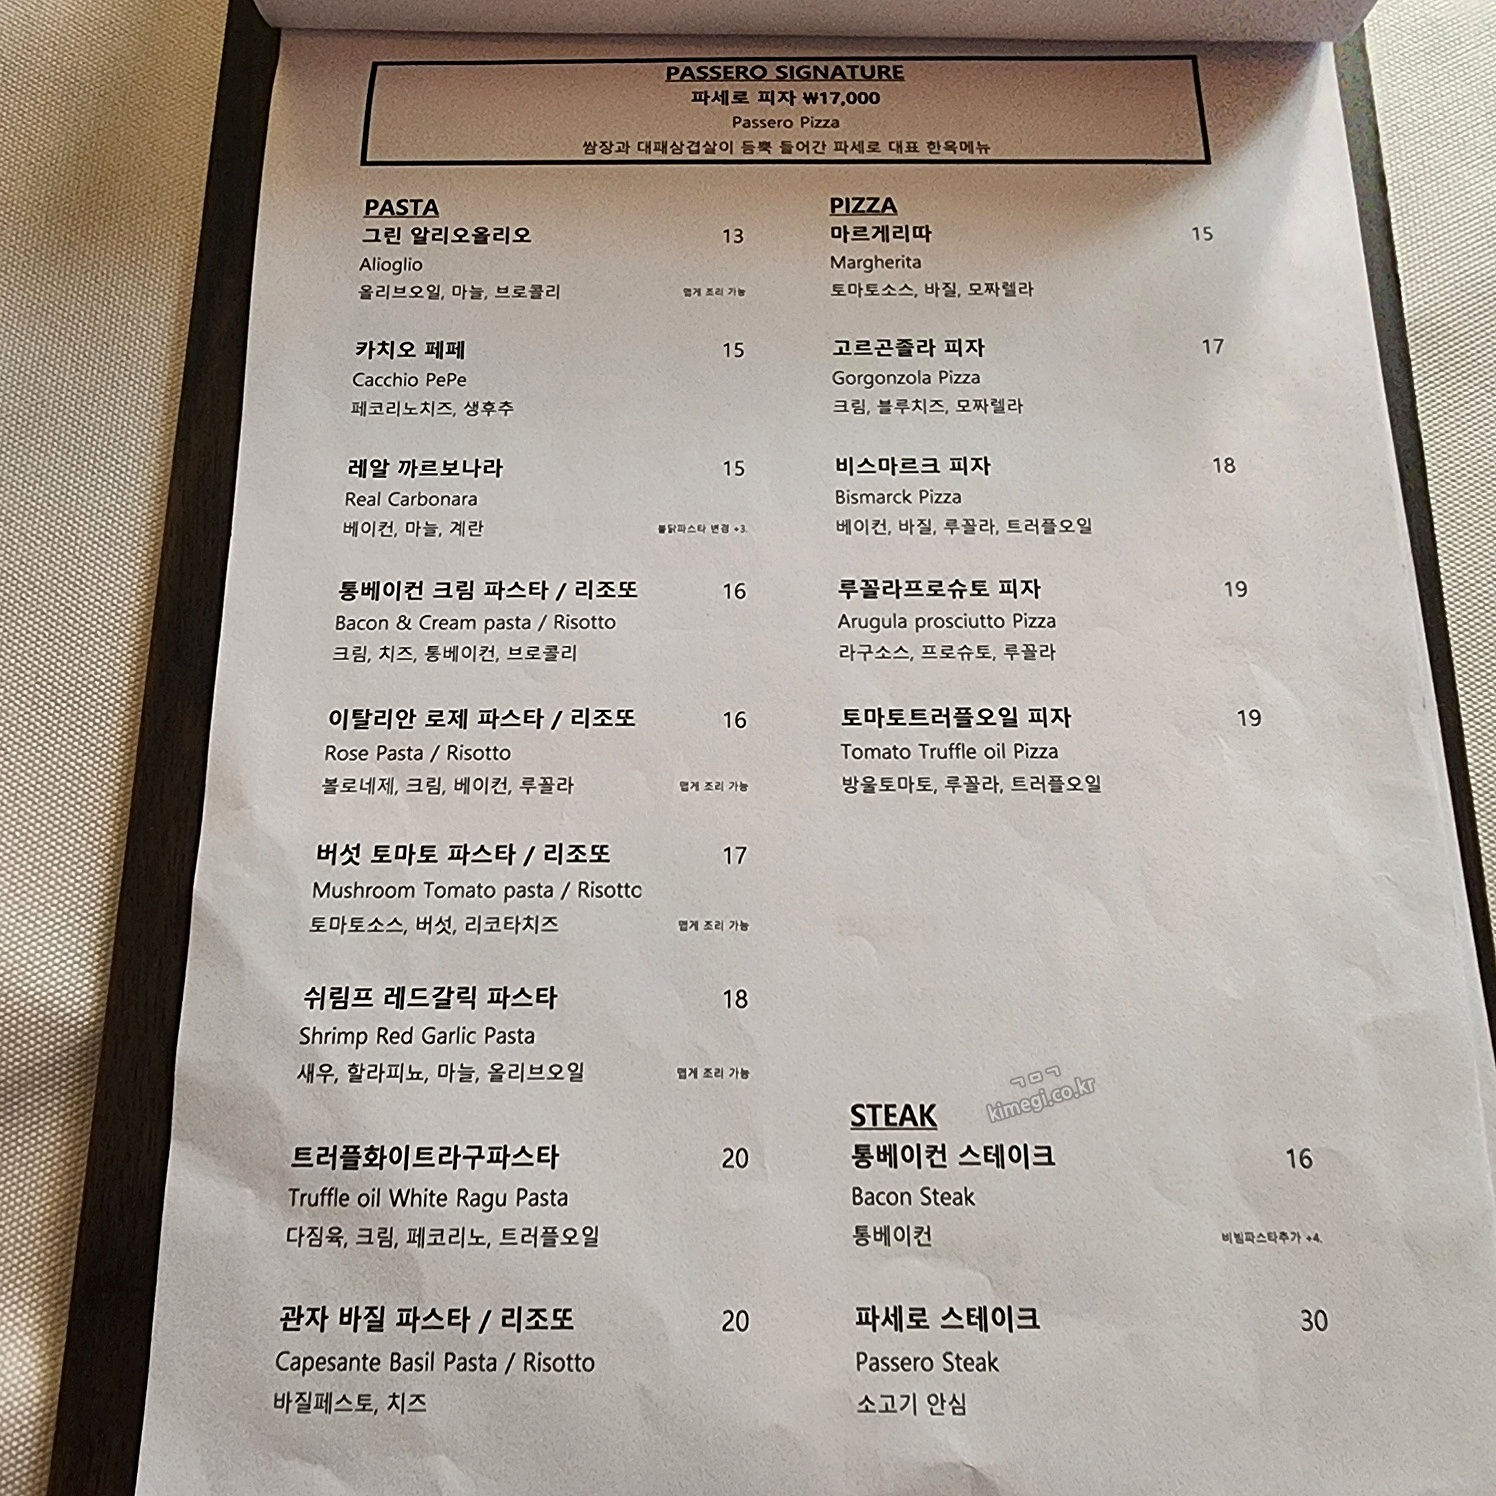 PASSERO SIGNATURE
파세로 피자 ₩17,000
Passero Pizza
쌈장과 대패삼겹살이 듬뿍 들어간 파세로 대표 한옥메뉴
PASTA
그린 알리오올리오 13
Alioglio
올리브오일, 마늘, 브로콜리 맵게 조리 가능
카치오 페페 15
Cacchio PePe
페코리노치즈, 생후추
레알 까르보나라 15
Real Carbonara
베이컨, 마늘, 계란 불닭파스타 변경 +3.
통베이컨 크림 파스타 / 리조또 16
Bacon & Cream pasta / Risotto
크림, 치즈, 통베이컨, 브로콜리
이탈리안 로제 파스타 / 리조또 16
Rose Pasta / Risotto
볼로네제, 크림, 베이컨, 루꼴라 맵게 조리 가능
버섯 토마토 파스타 / 리조또 17
Mushroom Tomato pasta / Risotto
토마토소스, 버섯, 리코타치즈 맵게 조리 가능
쉬림프 레드갈릭 파스타 18
Shrimp Red Garlic Pasta
새우, 할라피뇨, 마늘, 올리브오일 맵게 조리 가능
트러플화이트라구파스타 20
Truffle oil White Ragu Pasta
다짐육, 크림, 페코리노, 트러플오일
관자 바질 파스타 / 리조또 20
Capesante Basil Pasta / Risotto
바질페스토, 치즈
PIZZA
마르게리따 15
Margherita
토마토소스, 바질, 모짜렐라
고르곤졸라 피자 17
Gorgonzola Pizza
크림, 블루치즈, 모짜렐라
비스마르크 피자 18
Bismarck Pizza
베이컨, 바질, 루꼴라, 트러플오일
루꼴라프로슈토 피자 19
Arugula prosciutto Pizza
라구소스, 프로슈토, 루꼴라
토마토트러플오일 피자 19
Tomato Truffle oil Pizza
방울토마토, 루꼴라, 트러플오일
ㄱㅁㄱ
kimegi.co.kr
STEAK
통베이컨 스테이크 16
Bacon Steak
통베이컨 비빔파스타추가 +4.
파세로 스테이크 30
Passero Steak
소고기 안심